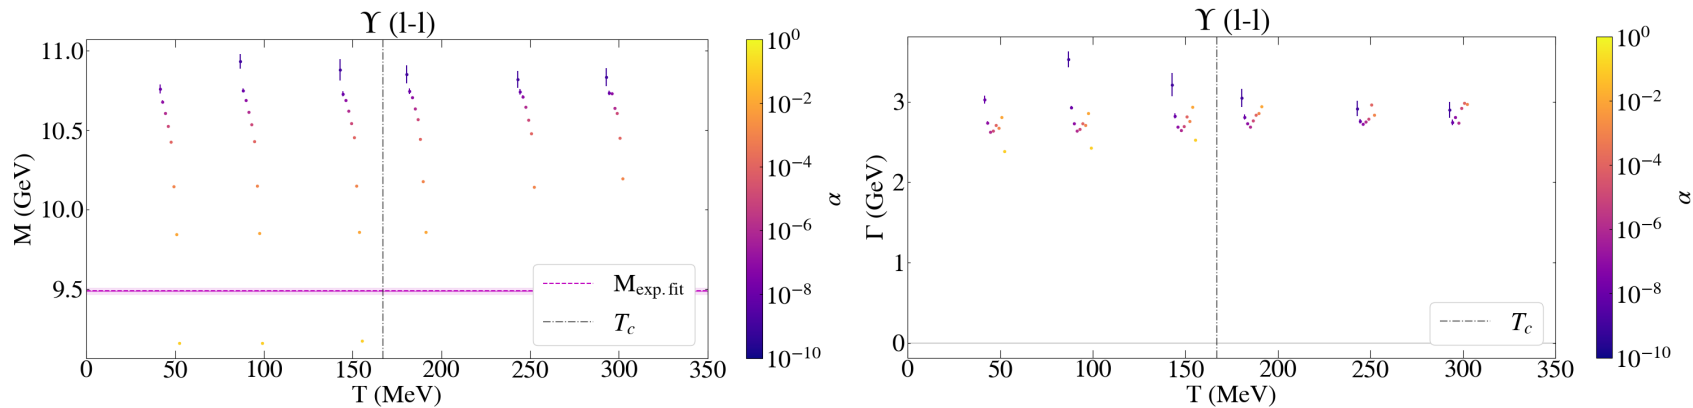 ϒ (l-l)
11.0
10.5
10.0
9.5
M (GeV)
0 50 100 150 200 250 300 350
T (MeV)
M_exp. fit
T_c
10^0
10^-2
10^-4
10^-6
10^-8
10^-10
α
ϒ (l-l)
3
2
1
0
Γ (GeV)
0 50 100 150 200 250 300 350
T (MeV)
T_c
10^0
10^-2
10^-4
10^-6
10^-8
10^-10
α